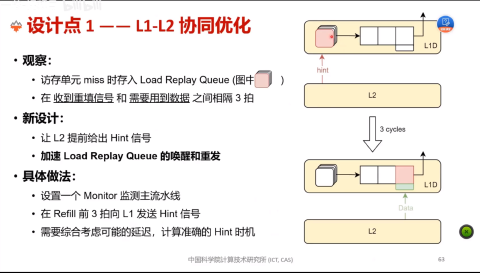 设计点 1 —— L1-L2 协同优化
• 观察：
◦ 访存单元 miss 时存入 Load Replay Queue (图中 )
◦ 在 收到重填信号 和 需要用到数据 之间相隔 3 拍
• 新设计：
◦ 让 L2 提前给出 Hint 信号
◦ 加速 Load Replay Queue 的唤醒和重发
• 具体做法：
◦ 设置一个 Monitor 监测主流水线
◦ 在 Refill 前 3 拍向 L1 发送 Hint 信号
◦ 需要综合考虑可能的延迟，计算准确的 Hint 时机
L1D
hint
L2
3 cycles
L1D
Data
L2
中国科学院计算技术研究所 (ICT, CAS)
63